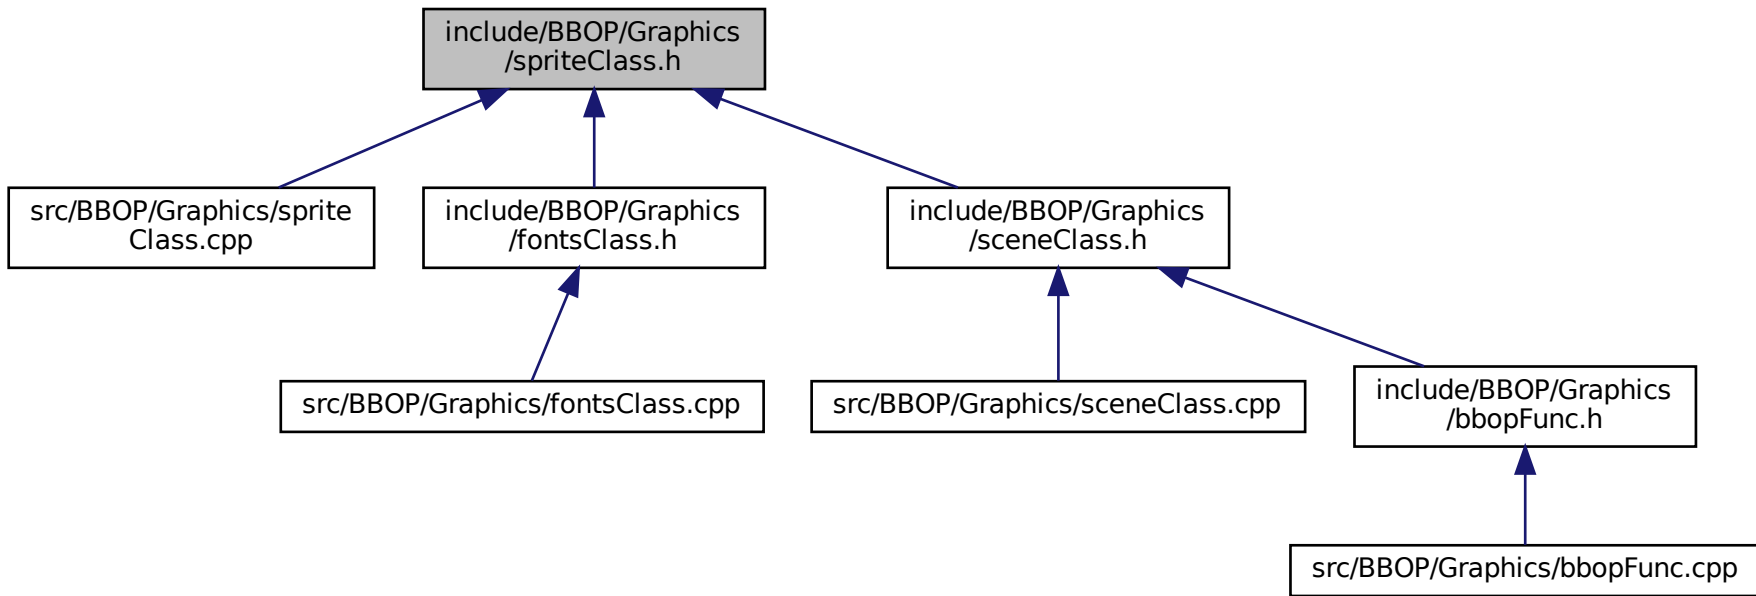 include/BBOP/Graphics
/spriteClass.h
src/BBOP/Graphics/sprite
Class.cpp
include/BBOP/Graphics
/fontsClass.h
include/BBOP/Graphics
/sceneClass.h
src/BBOP/Graphics/fontsClass.cpp
src/BBOP/Graphics/sceneClass.cpp
include/BBOP/Graphics
/bbopFunc.h
src/BBOP/Graphics/bbopFunc.cpp